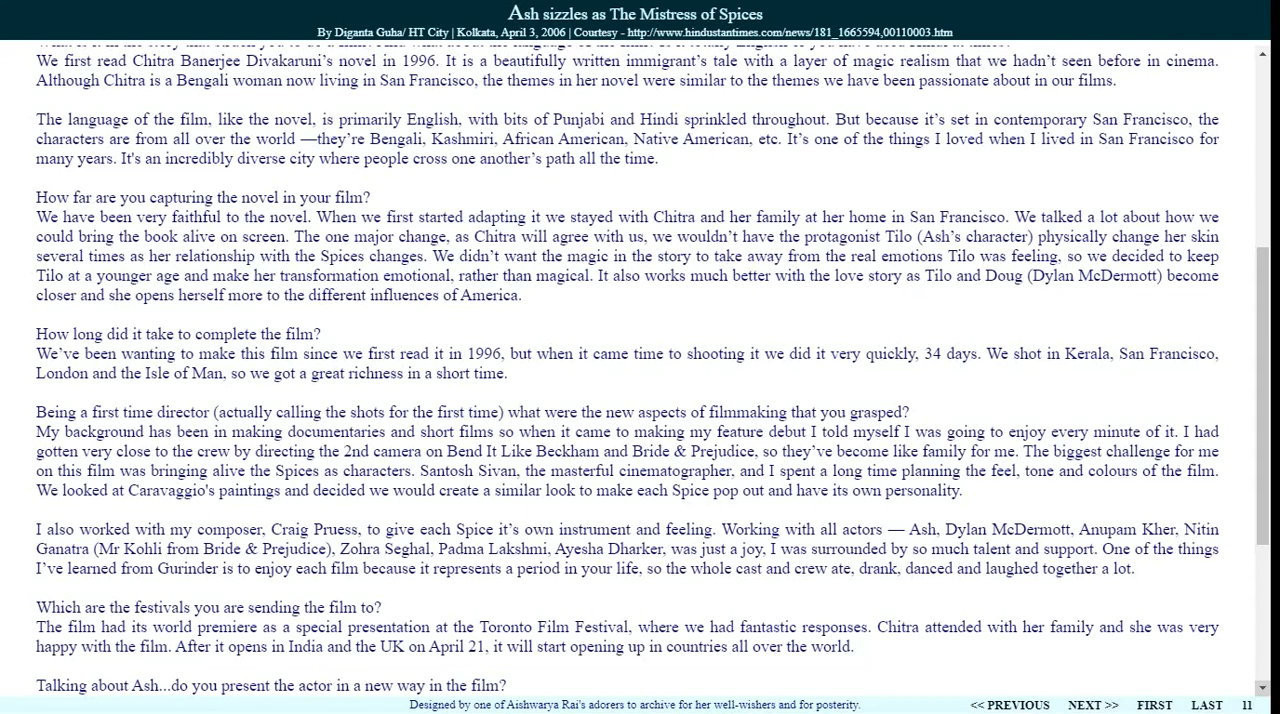 Ash sizzles as The Mistress of Spices
By Diganta Guha/ HT City | Kolkata, April 3, 2006 | Courtesy - http://www.hindustantimes.com/news/181_1665594,00110003.htm
We first read Chitra Banerjee Divakaruni’s novel in 1996. It is a beautifully written immigrant’s tale with a layer of magic realism that we hadn’t seen before in cinema.
Although Chitra is a Bengali woman now living in San Francisco, the themes in her novel were similar to the themes we have been passionate about in our films.
The language of the film, like the novel, is primarily English, with bits of Punjabi and Hindi sprinkled throughout. But because it’s set in contemporary San Francisco, the
characters are from all over the world —they’re Bengali, Kashmiri, African American, Native American, etc. It’s one of the things I loved when I lived in San Francisco for
many years. It's an incredibly diverse city where people cross one another’s path all the time.
How far are you capturing the novel in your film?
We have been very faithful to the novel. When we first started adapting it we stayed with Chitra and her family at her home in San Francisco. We talked a lot about how we
could bring the book alive on screen. The one major change, as Chitra will agree with us, we wouldn’t have the protagonist Tilo (Ash’s character) physically change her skin
several times as her relationship with the Spices changes. We didn’t want the magic in the story to take away from the real emotions Tilo was feeling, so we decided to keep
Tilo at a younger age and make her transformation emotional, rather than magical. It also works much better with the love story as Tilo and Doug (Dylan McDermott) become
closer and she opens herself more to the different influences of America.
How long did it take to complete the film?
We’ve been wanting to make this film since we first read it in 1996, but when it came time to shooting it we did it very quickly, 34 days. We shot in Kerala, San Francisco,
London and the Isle of Man, so we got a great richness in a short time.
Being a first time director (actually calling the shots for the first time) what were the new aspects of filmmaking that you grasped?
My background has been in making documentaries and short films so when it came to making my feature debut I told myself I was going to enjoy every minute of it. I had
gotten very close to the crew by directing the 2nd camera on Bend It Like Beckham and Bride & Prejudice, so they’ve become like family for me. The biggest challenge for me
on this film was bringing alive the Spices as characters. Santosh Sivan, the masterful cinematographer, and I spent a long time planning the feel, tone and colours of the film.
We looked at Caravaggio's paintings and decided we would create a similar look to make each Spice pop out and have its own personality.
I also worked with my composer, Craig Pruess, to give each Spice it’s own instrument and feeling. Working with all actors — Ash, Dylan McDermott, Anupam Kher, Nitin
Ganatra (Mr Kohli from Bride & Prejudice), Zohra Seghal, Padma Lakshmi, Ayesha Dharker, was just a joy, I was surrounded by so much talent and support. One of the things
I’ve learned from Gurinder is to enjoy each film because it represents a period in your life, so the whole cast and crew ate, drank, danced and laughed together a lot.
Which are the festivals you are sending the film to?
The film had its world premiere as a special presentation at the Toronto Film Festival, where we had fantastic responses. Chitra attended with her family and she was very
happy with the film. After it opens in India and the UK on April 21, it will start opening up in countries all over the world.
Talking about Ash...do you present the actor in a new way in the film?
Designed by one of Aishwarya Rai's adorers to archive for her well-wishers and for posterity.
<< PREVIOUS NEXT >> FIRST LAST 11